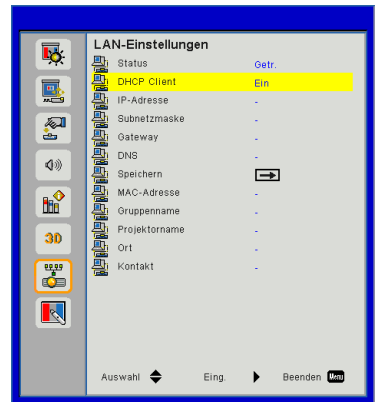 LAN-Einstellungen
Status Getr.
DHCP Client Ein
IP-Adresse -
Subnetzmaske -
Gateway -
DNS -
Speichern
MAC-Adresse -
Gruppenname -
Projektorname -
Ort -
Kontakt -
3D
Auswahl Eing. Beenden Menu